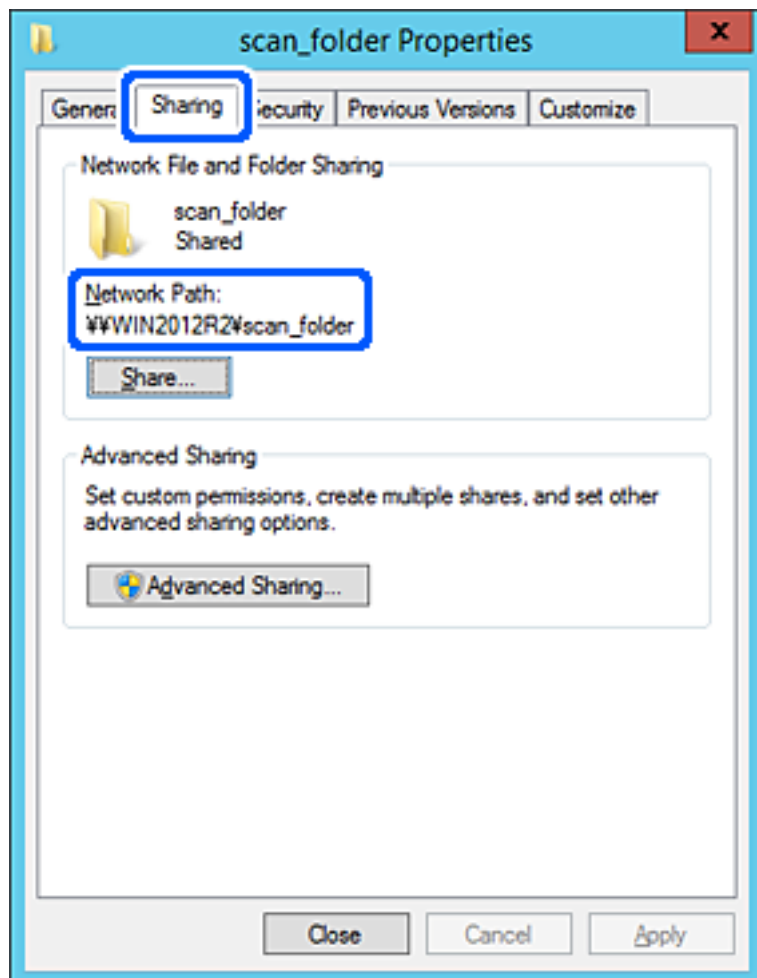 scan_folder Properties
x
General Sharing Security Previous Versions Customize
Network File and Folder Sharing
scan_folder
Shared
Network Path:
¥¥WIN2012R2¥scan_folder
Share...
Advanced Sharing
Set custom permissions, create multiple shares, and set other
advanced sharing options.
Advanced Sharing...
Close Cancel Apply